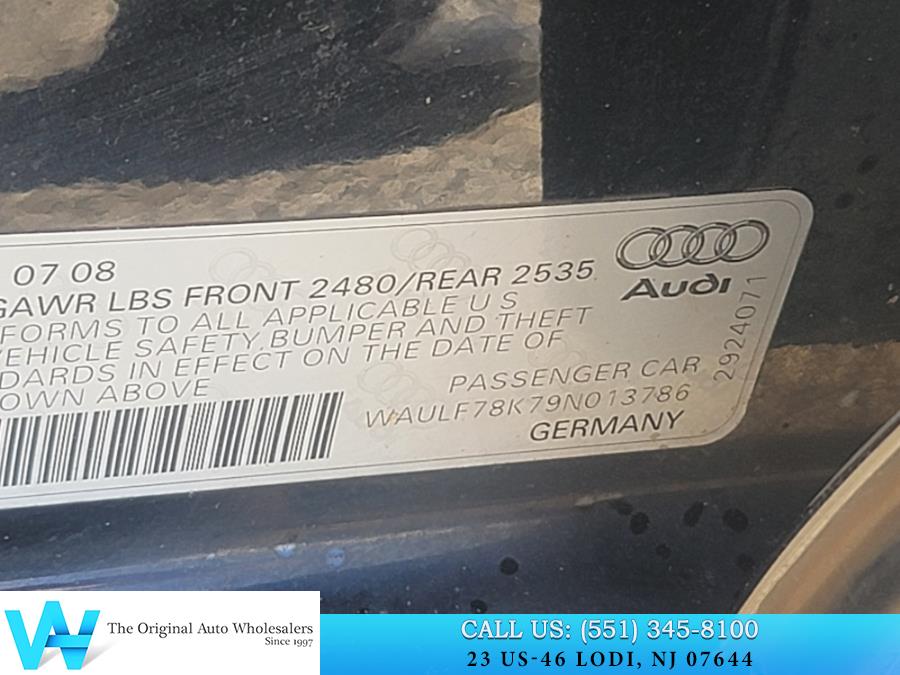 07 08
GAWR LBS FRONT 2480/REAR 2535
FORMS TO ALL APPLICABLE U S
VEHICLE SAFETY, BUMPER AND THEFT
DARDS IN EFFECT ON THE DATE OF
OWN ABOVE
PASSENGER CAR
WAULF78K79N013786
GERMANY
Audi
2924071
The Original Auto Wholesalers
Since 1997
CALL US: (551) 345-8100
23 US-46 LODI, NJ 07644